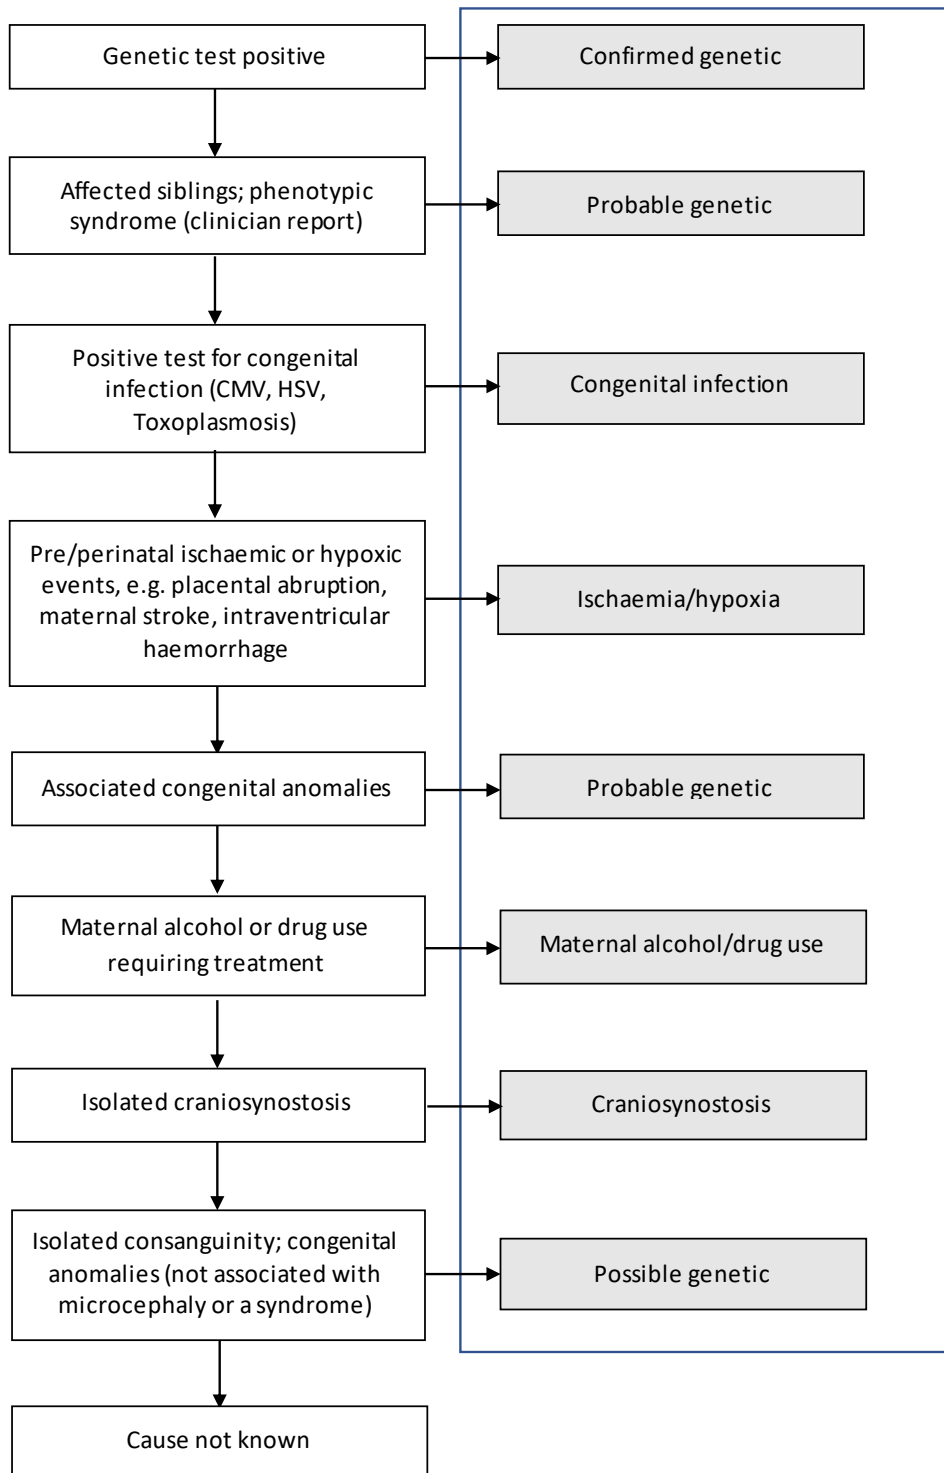 Genetic test positive
Confirmed genetic
Affected siblings; phenotypic
syndrome (clinician report)
Probable genetic
Positive test for congenital
infection (CMV, HSV,
Toxoplasmosis)
Congenital infection
Pre/perinatal ischaemic or hypoxic
events, e.g. placental abruption,
maternal stroke, intraventricular
haemorrhage
Ischaemia/hypoxia
Associated congenital anomalies
Probable genetic
Maternal alcohol or drug use
requiring treatment
Maternal alcohol/drug use
Isolated craniosynostosis
Craniosynostosis
Isolated consanguinity; congenital
anomalies (not associated with
microcephaly or a syndrome)
Possible genetic
Cause not known